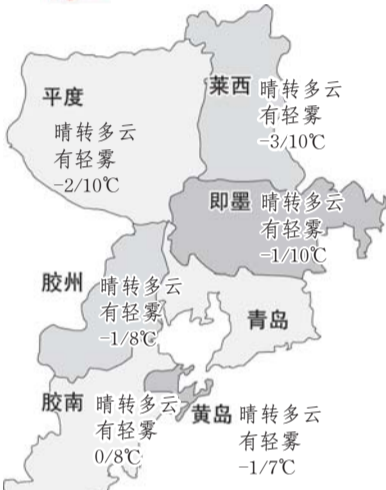 平度
晴转多云
有轻雾
-2/10℃
莱西
晴转多云
有轻雾
-3/10℃
即墨
晴转多云
有轻雾
-1/10℃
胶州
晴转多云
有轻雾
-1/8℃
青岛
胶南
晴转多云
有轻雾
0/8℃
黄岛
晴转多云
有轻雾
-1/7℃